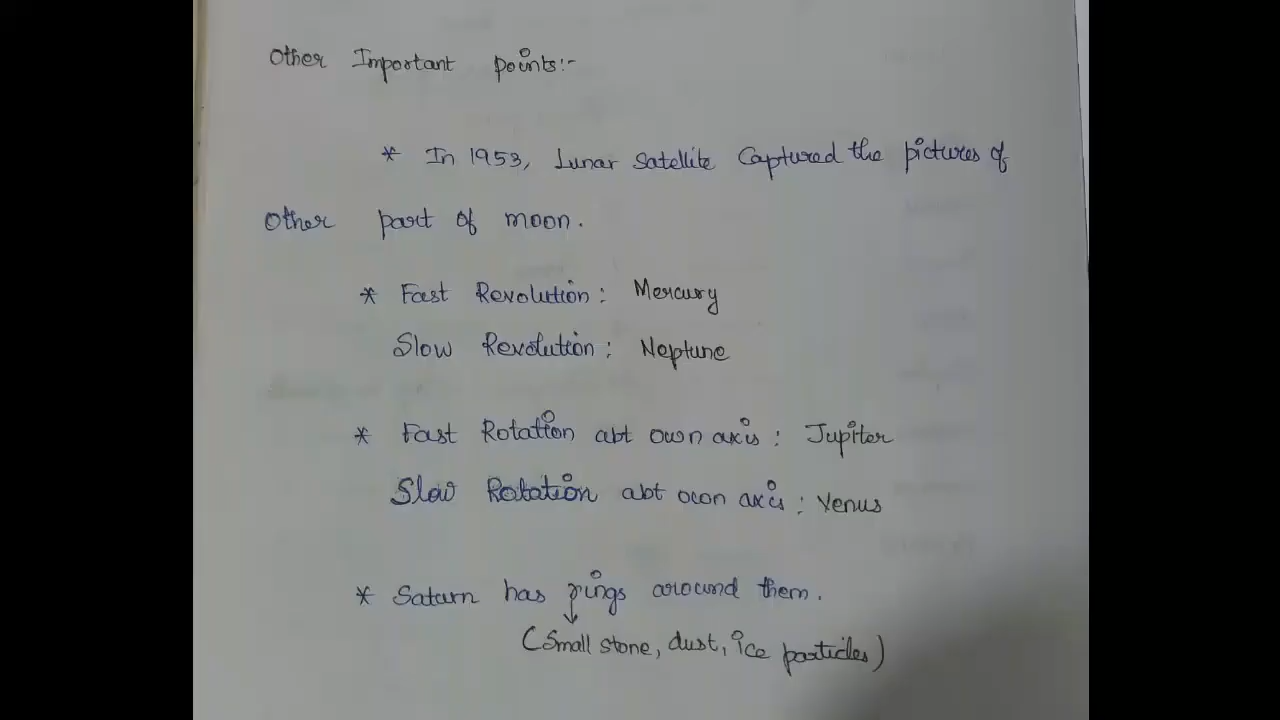 Other Important points:-
* In 1953, Lunar Satellite Captured the pictures of
Other part of moon.
* Fast Revolution : Mercury
Slow Revolution : Neptune
* Fast Rotation abt own axis : Jupiter
Slow Rotation abt own axis : Venus
* Saturn has rings around them.
(Small stone, dust, ice particles)